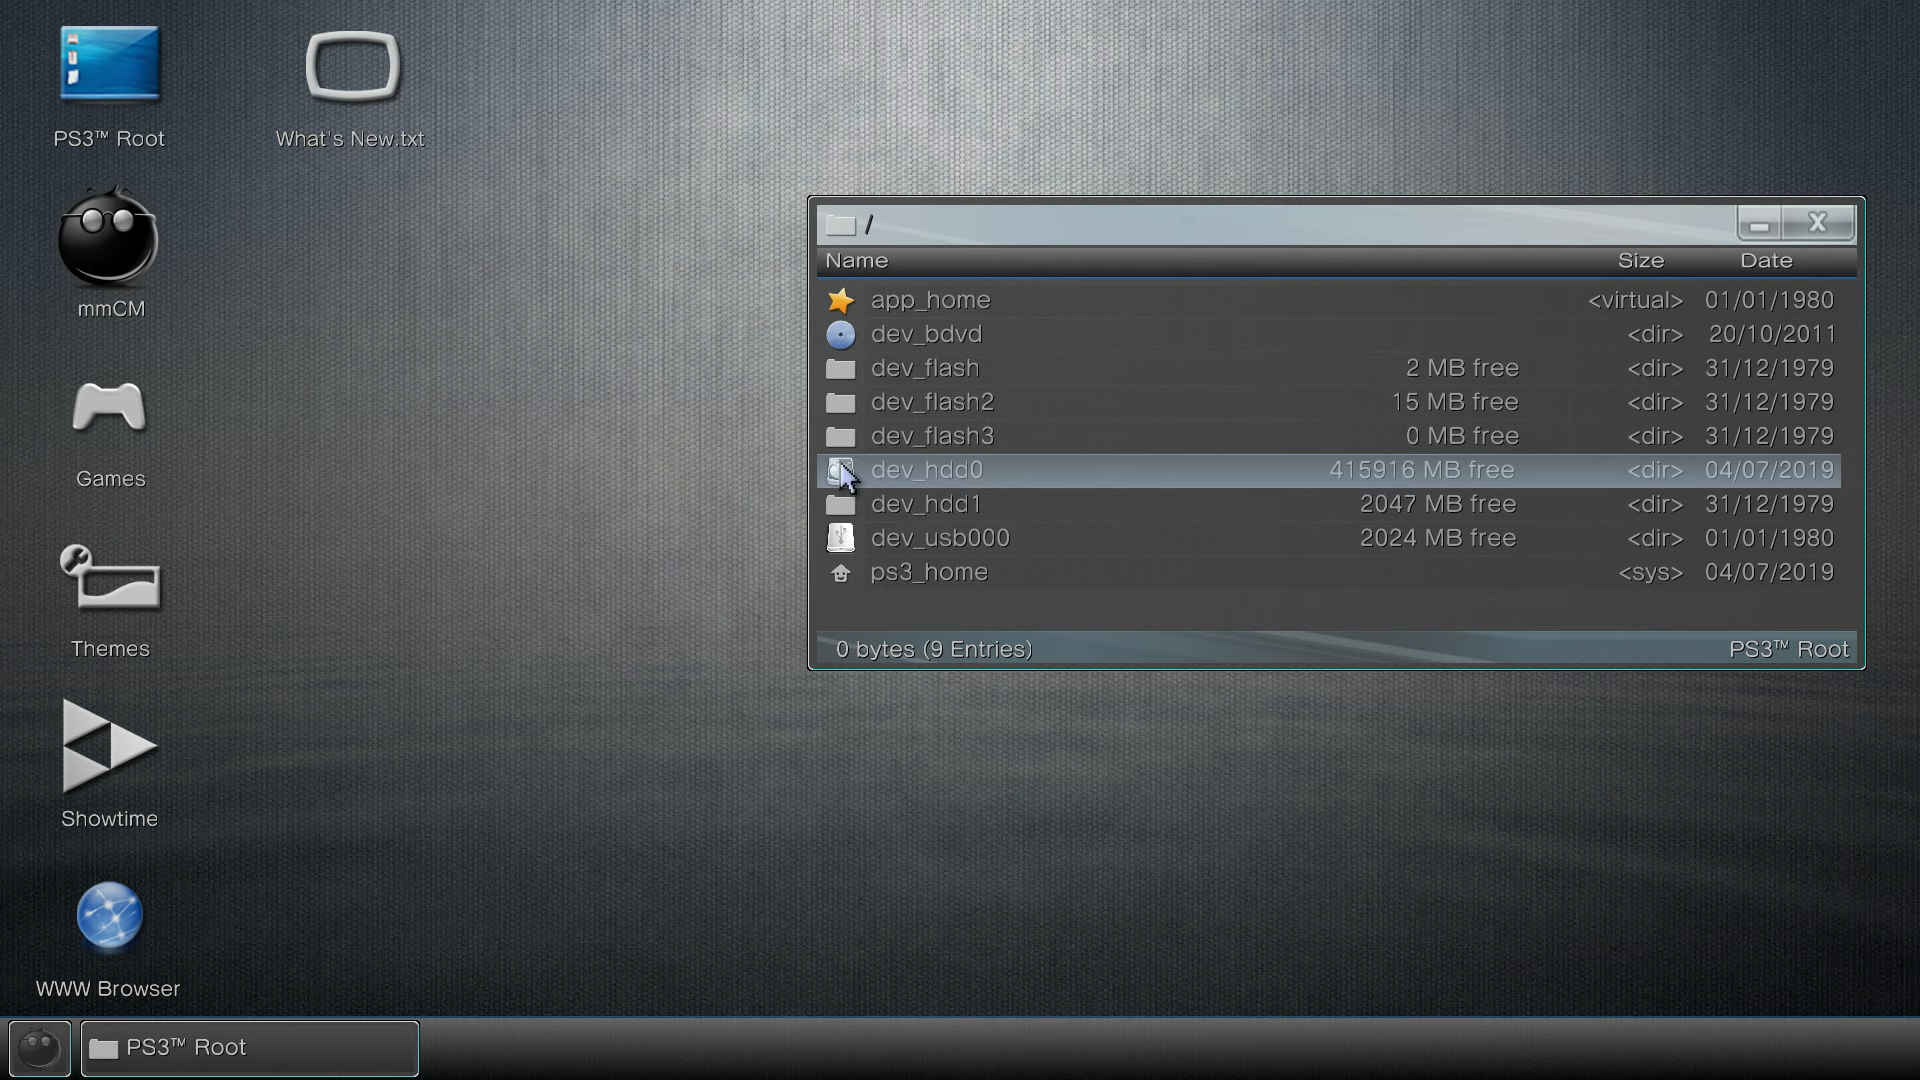 PS3™ Root
What's New.txt
mmCM
Games
Themes
Showtime
WWW Browser
/
Name Size Date
app_home <virtual> 01/01/1980
dev_bdvd <dir> 20/10/2011
dev_flash 2 MB free <dir> 31/12/1979
dev_flash2 15 MB free <dir> 31/12/1979
dev_flash3 0 MB free <dir> 31/12/1979
dev_hdd0 415916 MB free <dir> 04/07/2019
dev_hdd1 2047 MB free <dir> 31/12/1979
dev_usb000 2024 MB free <dir> 01/01/1980
ps3_home <sys> 04/07/2019
0 bytes (9 Entries) PS3™ Root
PS3™ Root